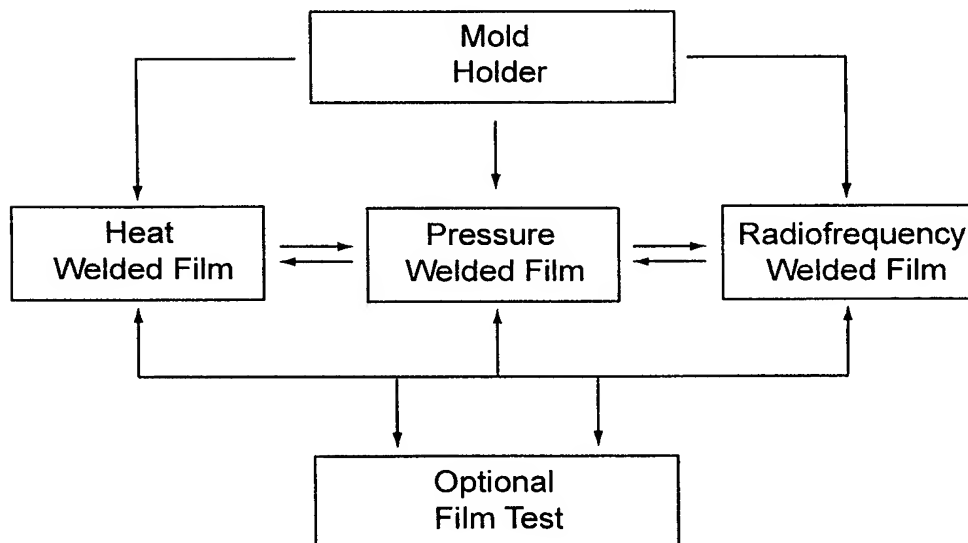 Mold
Holder
Heat
Welded Film
Pressure
Welded Film
Radiofrequency
Welded Film
Optional
Film Test